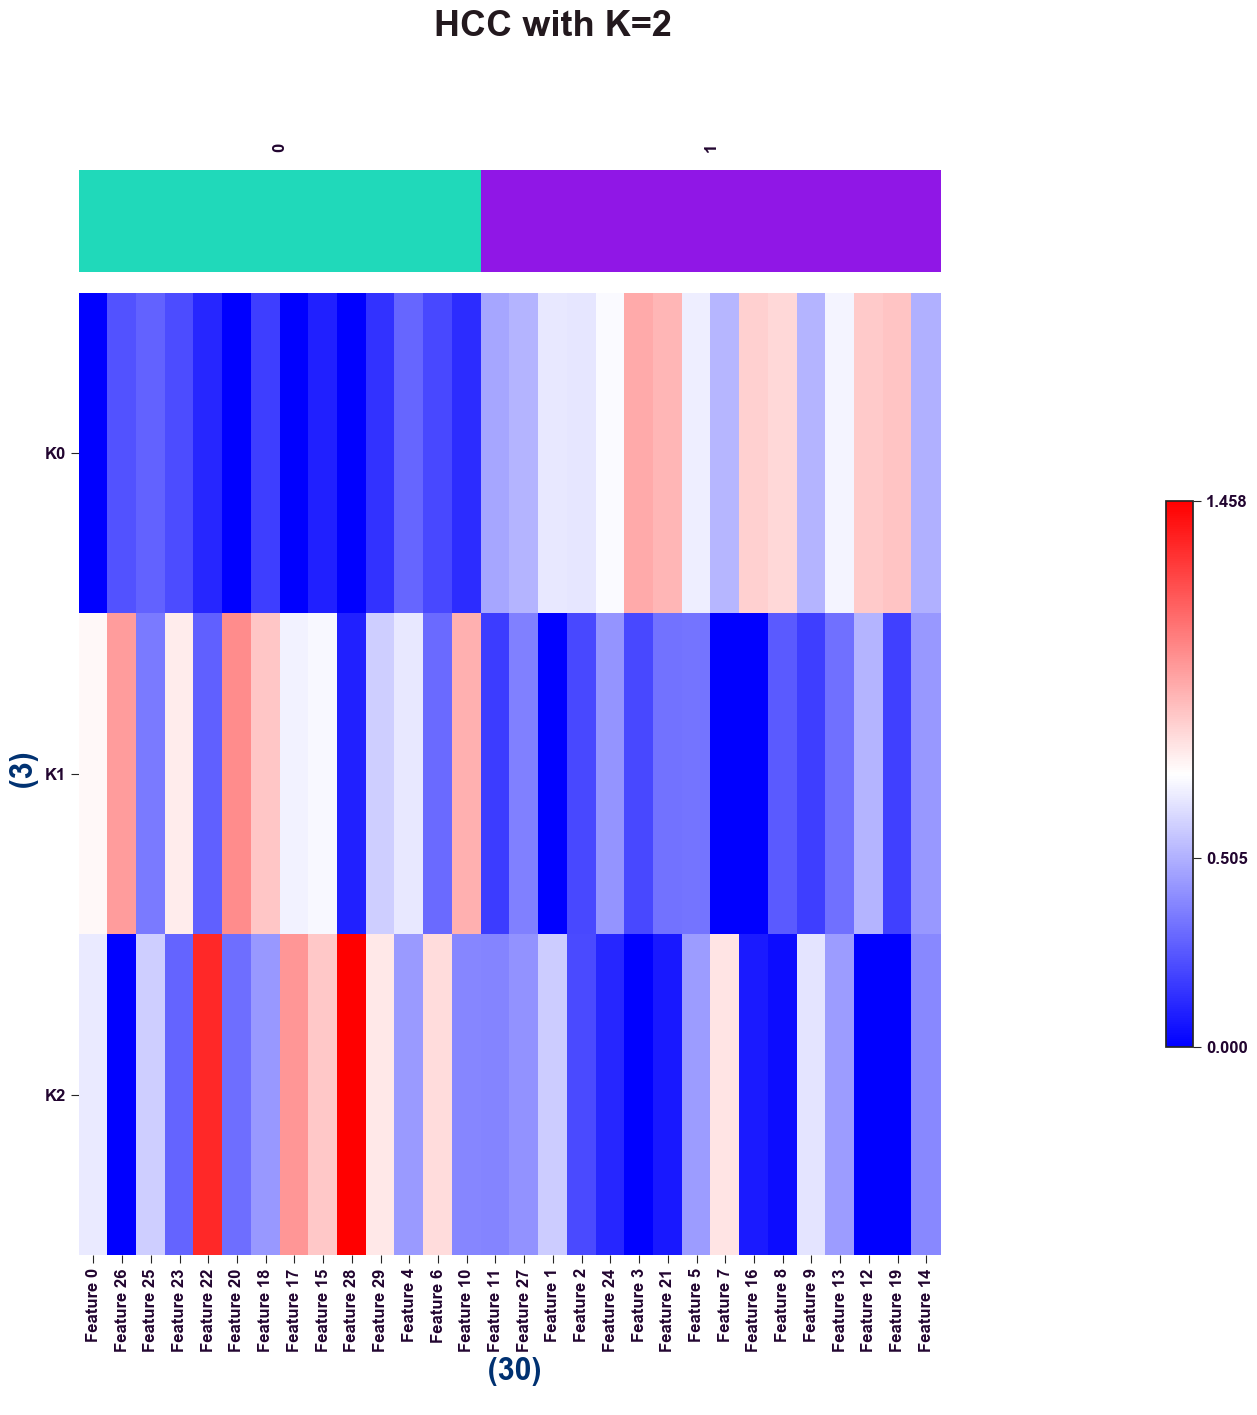 HCC with K=2
0
1
K0
K1
K2
(3)
1.458
0.505
0.000
Feature 0
Feature 26
Feature 25
Feature 23
Feature 22
Feature 20
Feature 18
Feature 17
Feature 15
Feature 28
Feature 29
Feature 4
Feature 6
Feature 10
Feature 11
Feature 27
Feature 1
Feature 2
Feature 24
Feature 3
Feature 21
Feature 5
Feature 7
Feature 16
Feature 8
Feature 9
Feature 13
Feature 12
Feature 19
Feature 14
(30)